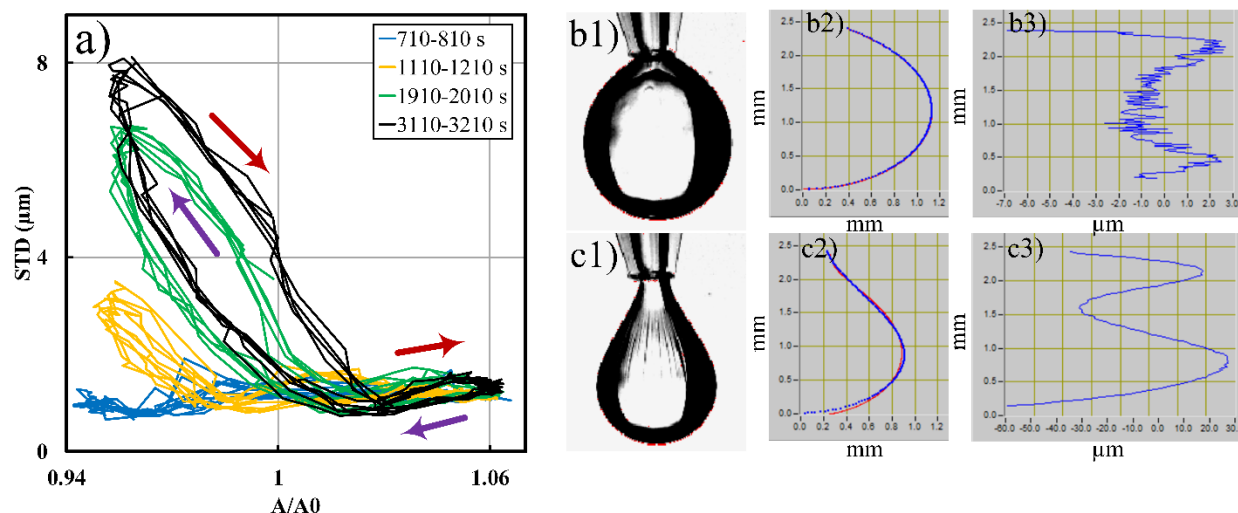 a)
710-810 s
1110-1210 s
1910-2010 s
3110-3210 s
8
4
0
STD (µm)
0.94
1
1.06
A/A0
b1)
b2)
2.5
2.0
1.5
1.0
0.5
0.0
mm
0.0 0.2 0.4 0.6 0.8 1.0 1.2
mm
b3)
2.5
2.0
1.5
1.0
0.5
0.0
mm
-7.0 -6.0 -5.0 -4.0 -3.0 -2.0 -1.0 0.0 1.0 2.0 3.0
µm
c1)
c2)
2.5
2.0
1.5
1.0
0.5
0.0
mm
0.0 0.2 0.4 0.6 0.8 1.0 1.2
mm
c3)
2.5
2.0
1.5
1.0
0.5
0.0
mm
-60.0 -50.0 -40.0 -30.0 -20.0 -10.0 0.0 10.0 20.0 30.0
µm